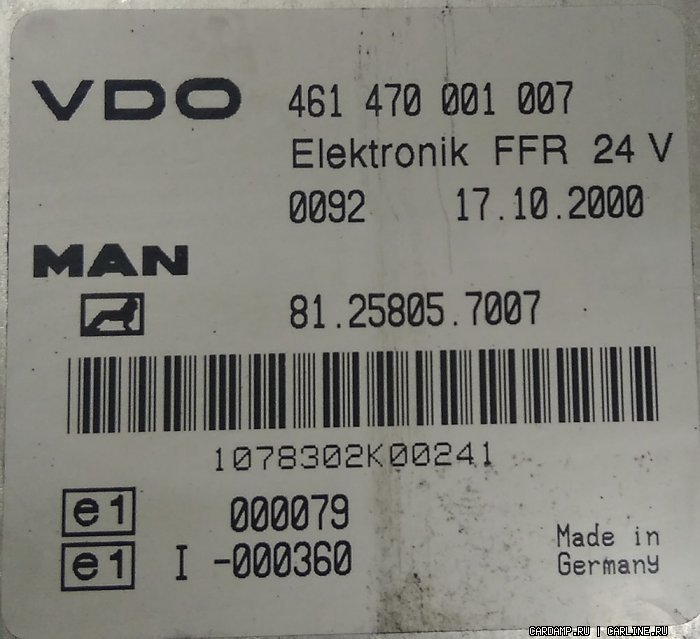 VDO 461 470 001 007
Elektronik FFR 24 V
0092 17.10.2000
MAN
81.25805.7007
1078302K00241
e1 000079
e1 I -000360
Made in
Germany
CARDAMP.RU | CARLINE.RU